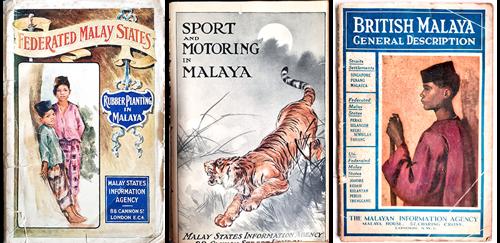 FEDERATED MALAY STATES
RUBBER PLANTING
IN
MALAYA
MALAY STATES
INFORMATION
AGENCY
88 CANNON ST
LONDON E.C.4.
SPORT
AND
MOTORING
IN
MALAYA
MALAY STATES INFORMATION AGENCY
BRITISH MALAYA
GENERAL DESCRIPTION
Straits
Settlements
SINGAPORE
PENANG
MALACCA
Federated
Malay
States
PERAK
SELANGOR
NEGRI
SEMBILAN
PAHANG
Un-
Federated
Malay
States
JOHORE
KEDAH
KELANTAN
PERLIS
TRENGGANU
THE MALAYAN INFORMATION AGENCY
MALAYA HOUSE, 57, CHARING CROSS,
LONDON S.W.1.